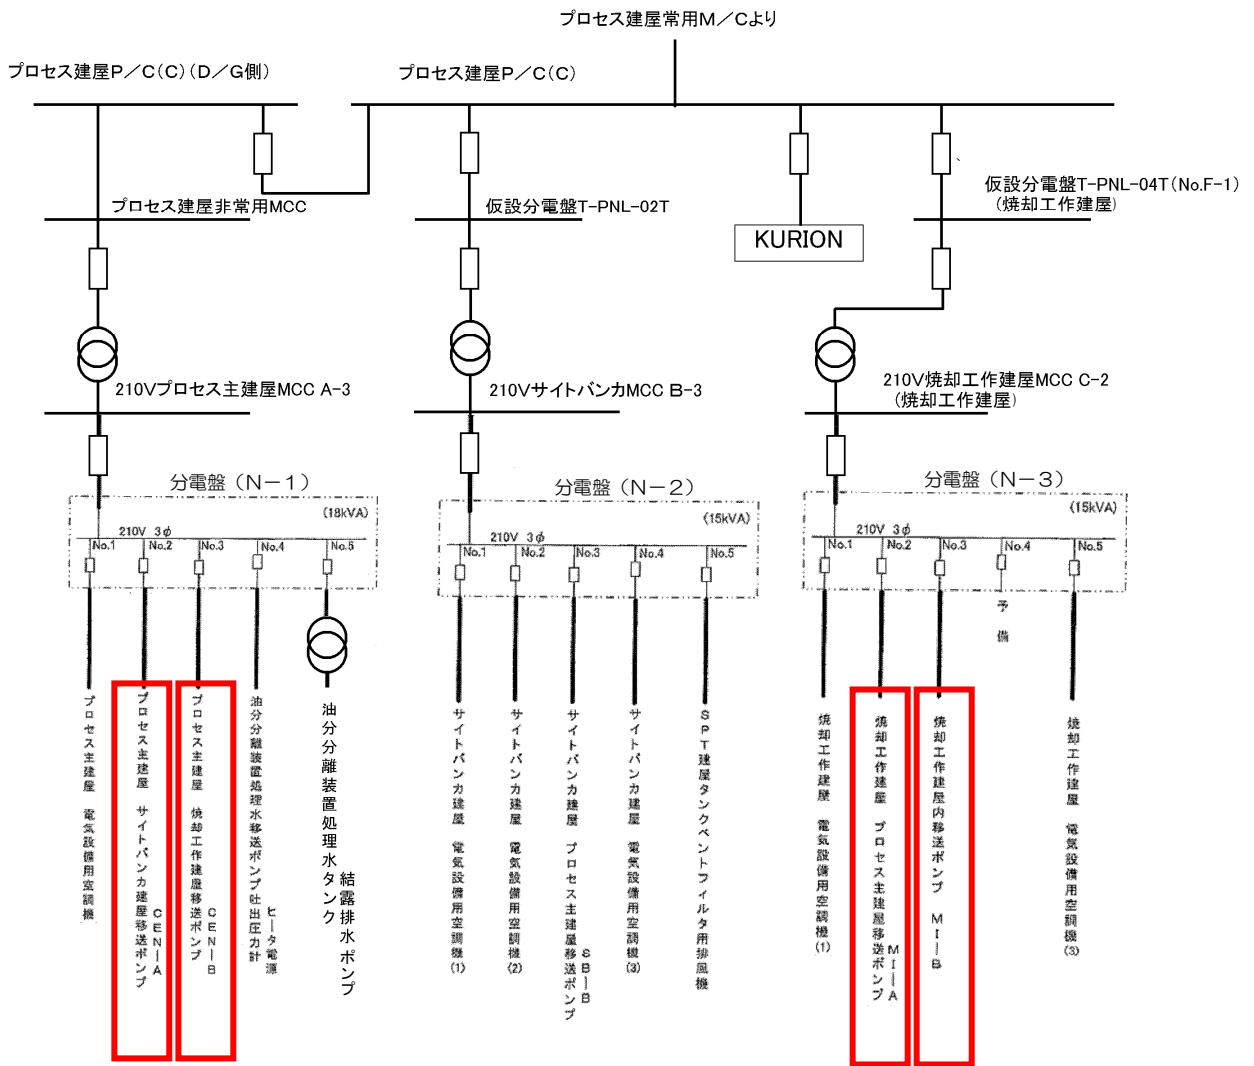 プロセス建屋常用M／Cより
プロセス建屋P／C(C)(D／G側)
プロセス建屋P／C(C)
プロセス建屋非常用MCC
仮設分電盤T-PNL-02T
KURION
仮設分電盤T-PNL-04T(No.F-1)
(焼却工作建屋)
210Vプロセス主建屋MCC A-3
210VサイトバンカMCC B-3
210V焼却工作建屋MCC C-2
(焼却工作建屋)
分電盤（N－1）
(18kVA)
210V 3φ
No.1
No.2
No.3
No.4
No.5
分電盤（N－2）
(15kVA)
210V 3φ
No.1
No.2
No.3
No.4
No.5
分電盤（N－3）
(15kVA)
210V 3φ
No.1
No.2
No.3
No.4
No.5
プロセス主建屋 電気設備用空調機
プロセス主建屋 サイトバンカ建屋移送ポンプ
CEN－A
プロセス主建屋 焼却工作建屋移送ポンプ
CEN－B
油分分離装置処理水移送ポンプ吐出圧力計
ヒータ電源
油分分離装置処理水タンク
結露排水ポンプ
サイトバンカ建屋 電気設備用空調機(1)
サイトバンカ建屋 電気設備用空調機(2)
サイトバンカ建屋 プロセス主建屋移送ポンプ
SB－B
サイトバンカ建屋 電気設備用空調機(3)
SPT建屋タンクベントフィルタ用排風機
焼却工作建屋 電気設備用空調機(1)
焼却工作建屋 プロセス主建屋移送ポンプ
MI－A
焼却工作建屋内移送ポンプ MI－B
予備
焼却工作建屋 電気設備用空調機(3)